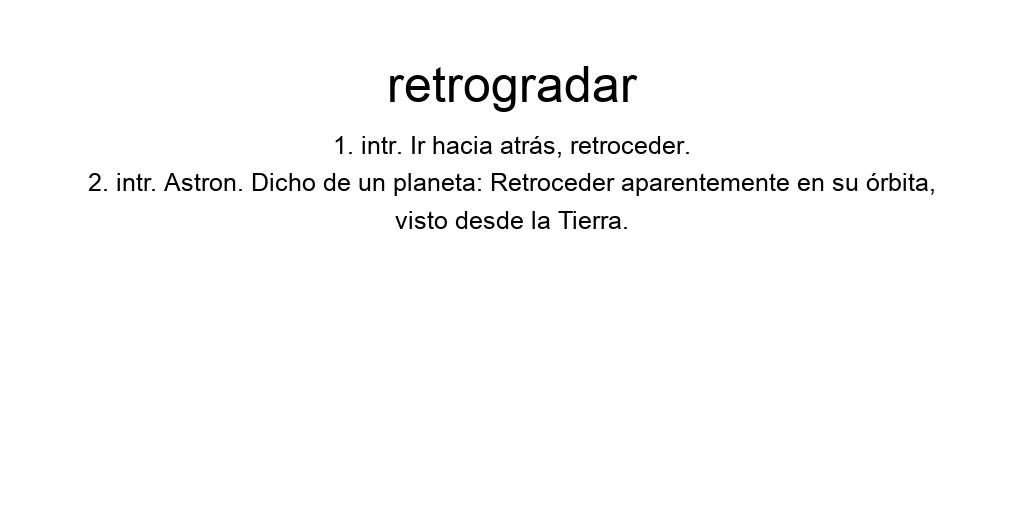 retrogradar
1. intr. Ir hacia atrás, retroceder.
2. intr. Astron. Dicho de un planeta: Retroceder aparentemente en su órbita,
visto desde la Tierra.